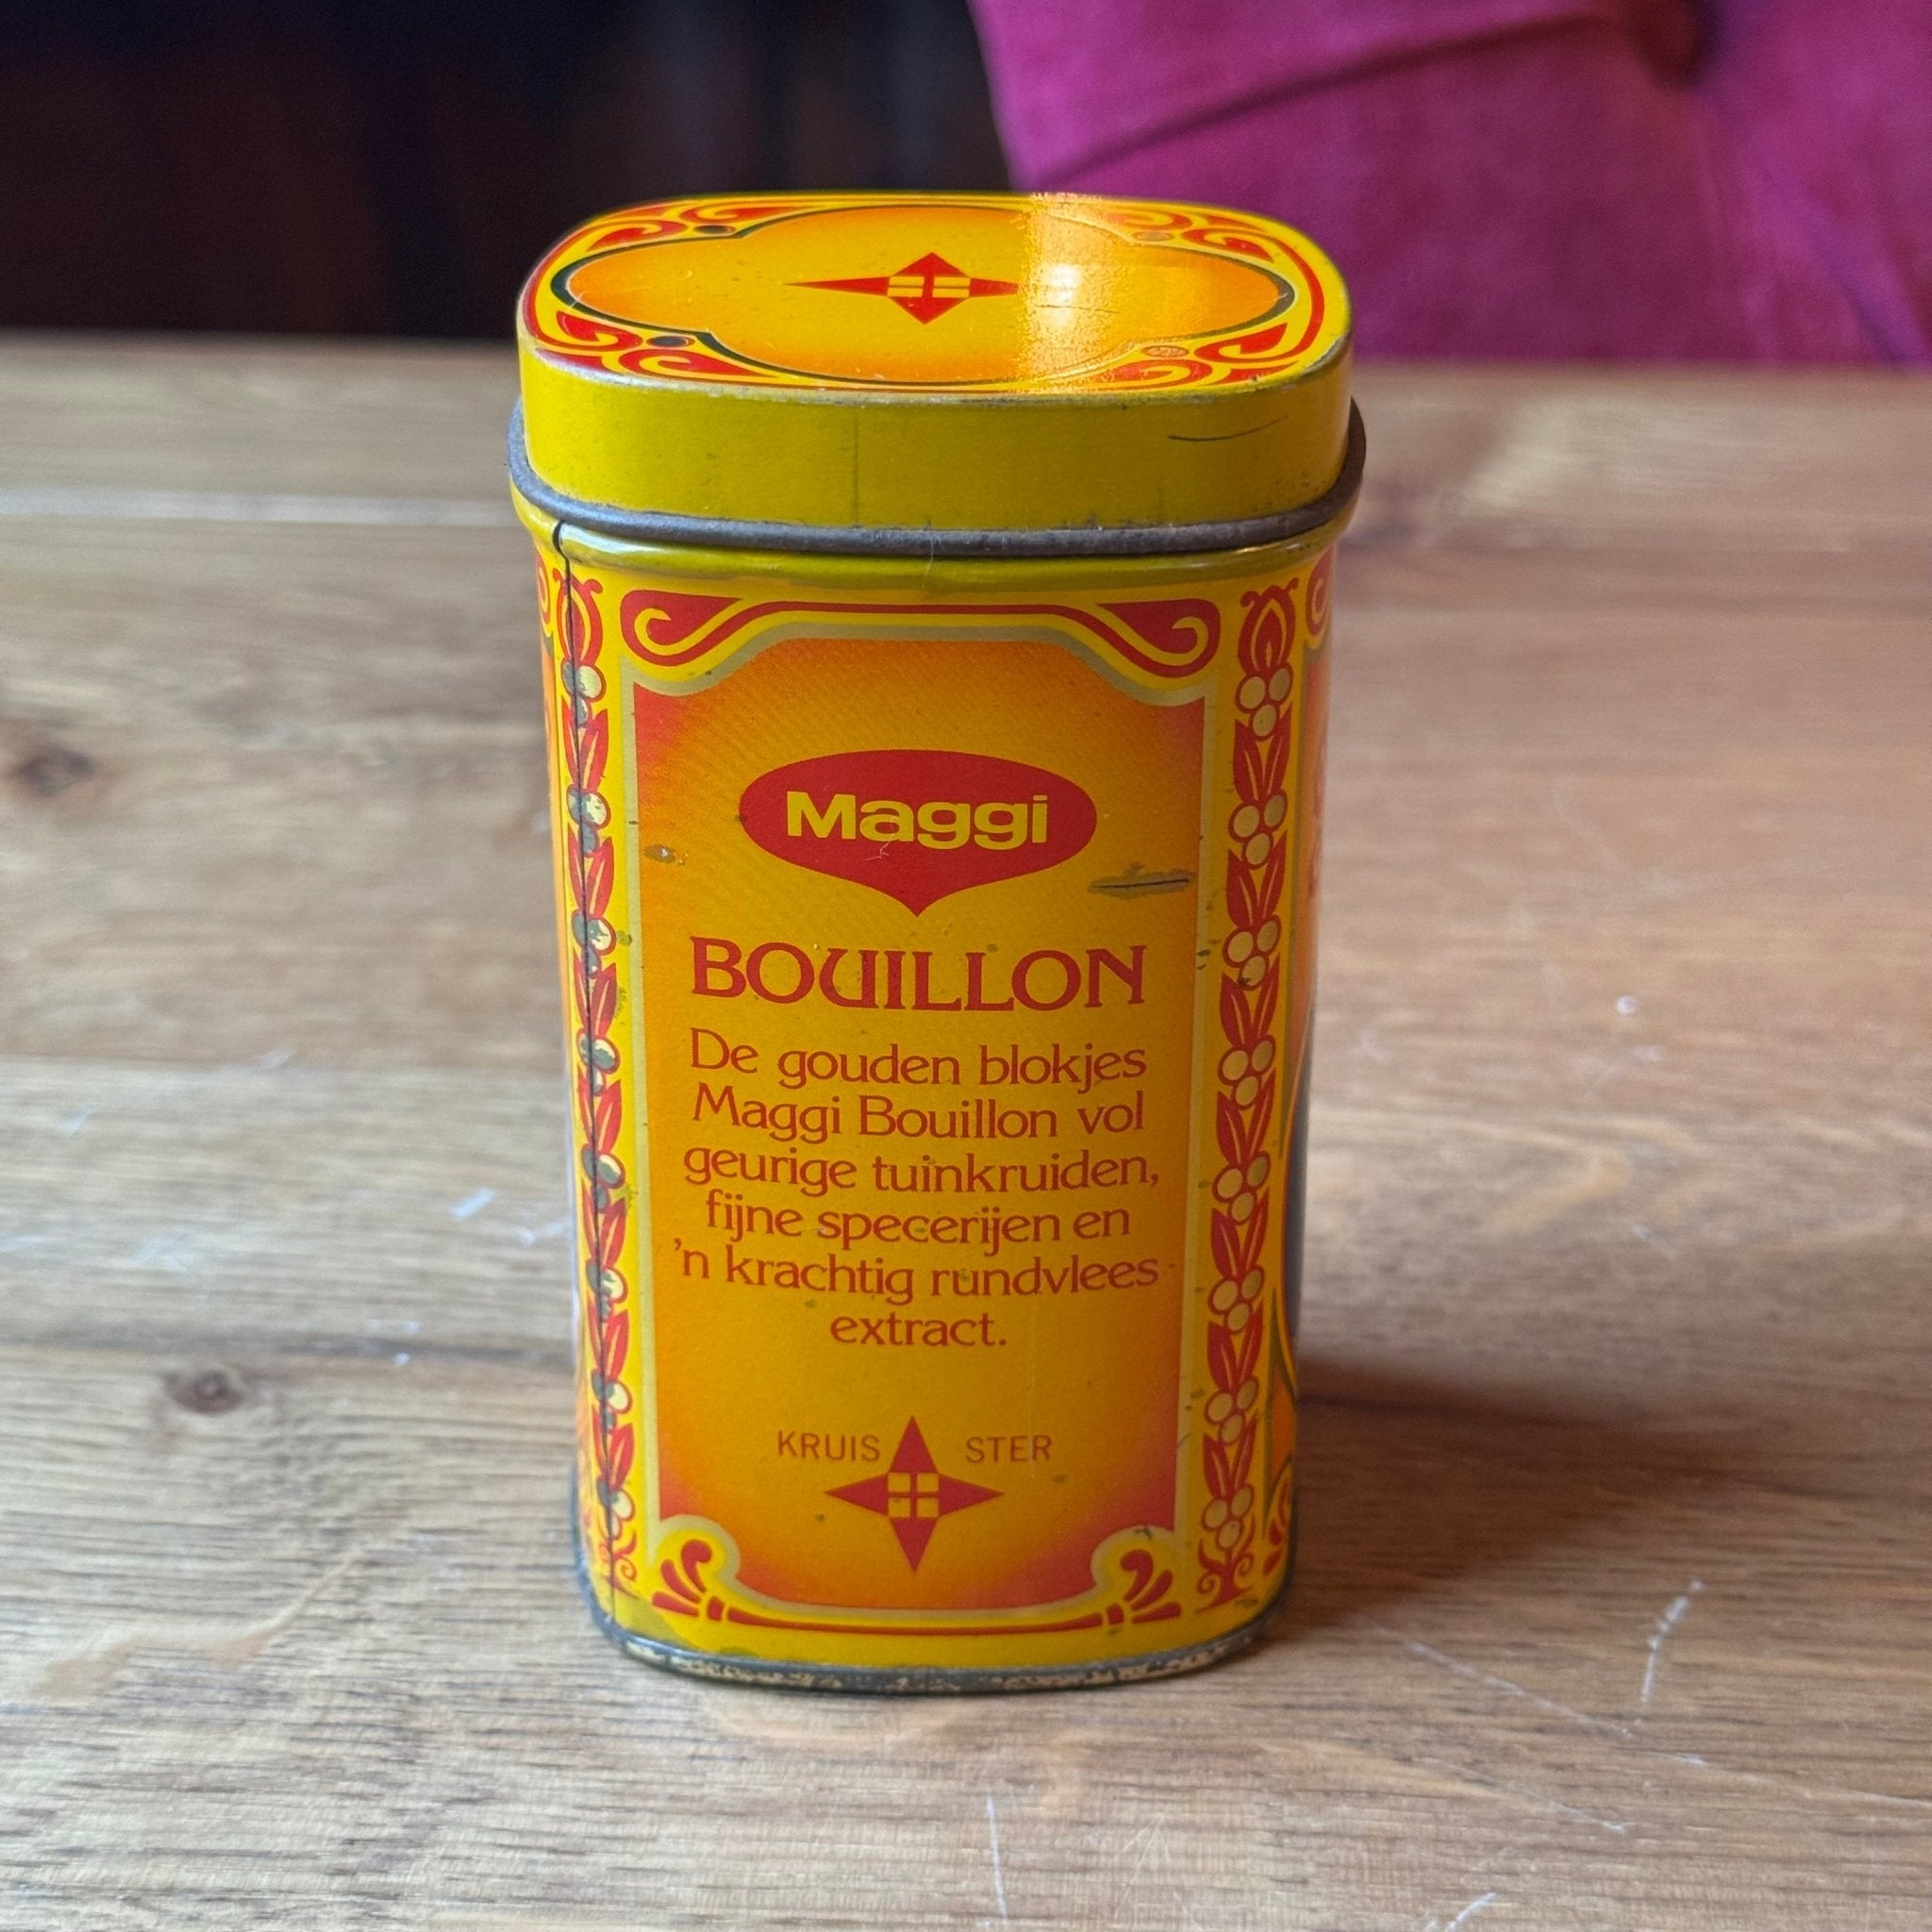 Maggi
BOUILLON
De gouden blokjes
Maggi Bouillon vol
geurige tuinkruiden,
fijne specerijen en
'n krachtig rundvlees
extract.
KRUIS STER